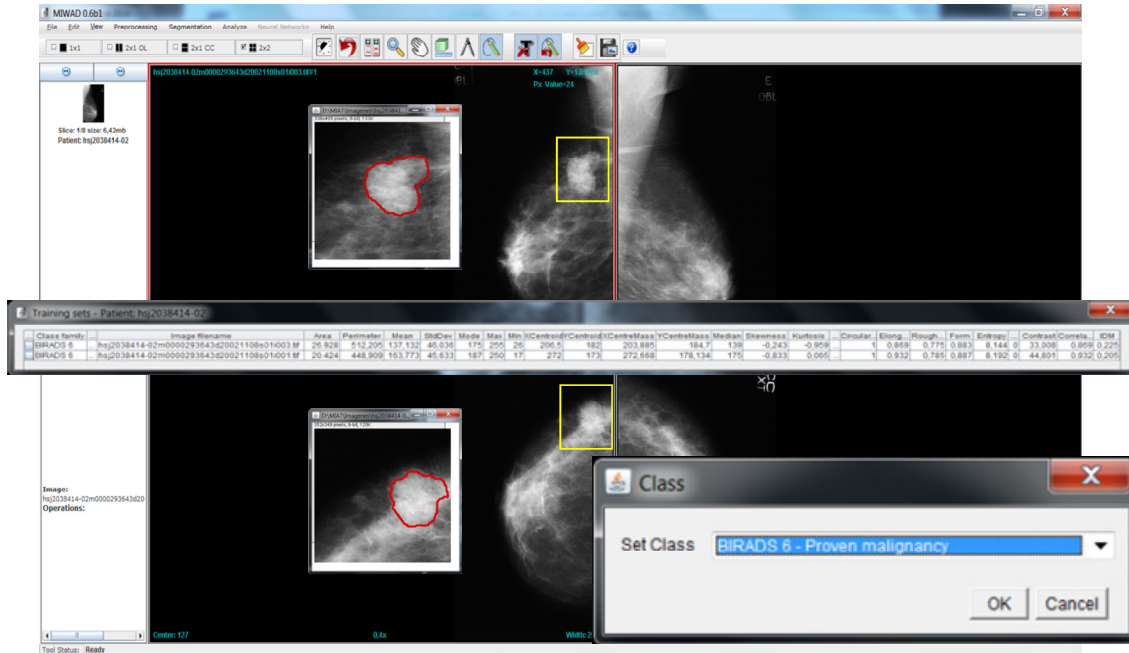 MIWAD 0.6b1
File Edit View Preprocessing Segmentation Analyze Neural Networks Help
1x1 2x1 OL 2x1 CC 2x2
hsj2038414-02m0000293643d20021108s01i003.tif#1
X=437
Px. Value=24
Slice: 1/8 size: 6,42mb
Patient: hsj2038414-02
Training sets - Patient: hsj2038414-02
Class family ... Image filename Area Perimeter Mean StdDev Mode Max Min XCentroid YCentroid XCentreMass YCentreMass Median Skewness Kurtosis ... Circular... Elong... Rough... Form Entropy ... Contrast Correla... IDM
BIRADS 6 ... hsj2038414-02m0000293643d20021108s01i003.tif 26.928 512,205 137,132 46,036 175 255 26 206,5 182 203,885 184,7 139 -0,243 -0,959 ... 1 0,869 0,775 0,883 8,144 0 33,008 0,869 0,225
BIRADS 6 ... hsj2038414-02m0000293643d20021108s01i001.tif 20.424 448,909 163,773 45,633 187 250 17 272 173 272,668 178,134 175 -0,833 0,065 ... 1 0,932 0,785 0,887 8,192 0 44,801 0,932 0,205
Image:
hsj2038414-02m0000293643d20
Operations:
Class
Set Class BIRADS 6 - Proven malignancy
OK Cancel
Center: 127 0,4x Width: 2
Tool Status: Ready